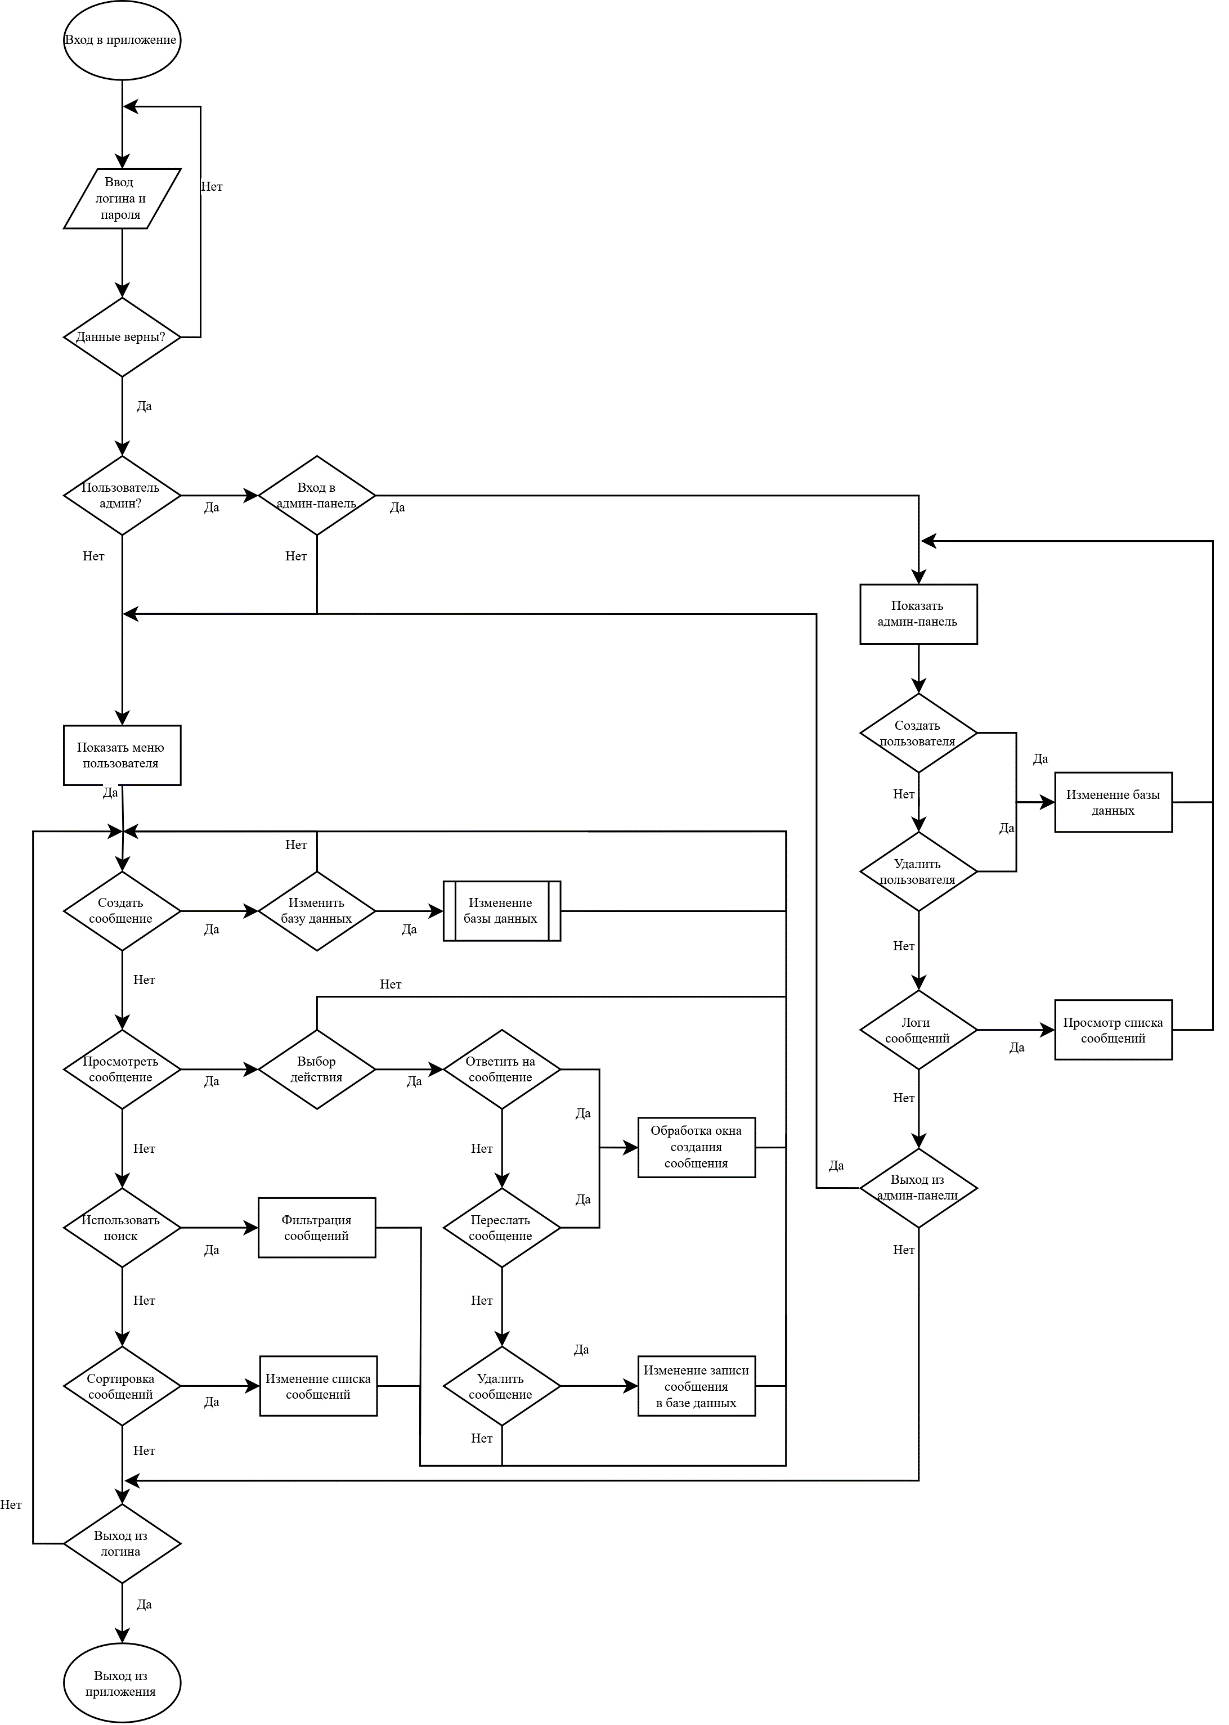 Вход в приложение
Ввод
логина и
пароля
Нет
Данные верны?
Да
Пользователь
админ?
Да
Вход в
админ-панель
Да
Нет
Нет
Показать
админ-панель
Показать меню
пользователя
Да
Создать
пользователя
Да
Нет
Изменение базы
данных
Да
Удалить
пользователя
Нет
Создать
сообщение
Да
Изменить
базу данных
Да
Изменение
базы данных
Нет
Нет
Нет
Просмотреть
сообщение
Да
Выбор
действия
Да
Ответить на
сообщение
Логи
сообщений
Да
Просмотр списка
сообщений
Нет
Да
Нет
Нет
Обработка окна
создания
сообщения
Да
Да
Выход из
админ-панели
Нет
Использовать
поиск
Да
Фильтрация
сообщений
Переслать
сообщение
Нет
Нет
Да
Сортировка
сообщений
Да
Изменение списка
сообщений
Удалить
сообщение
Изменение записи
сообщения
в базе данных
Нет
Нет
Нет
Выход из
логина
Да
Выход из
приложения